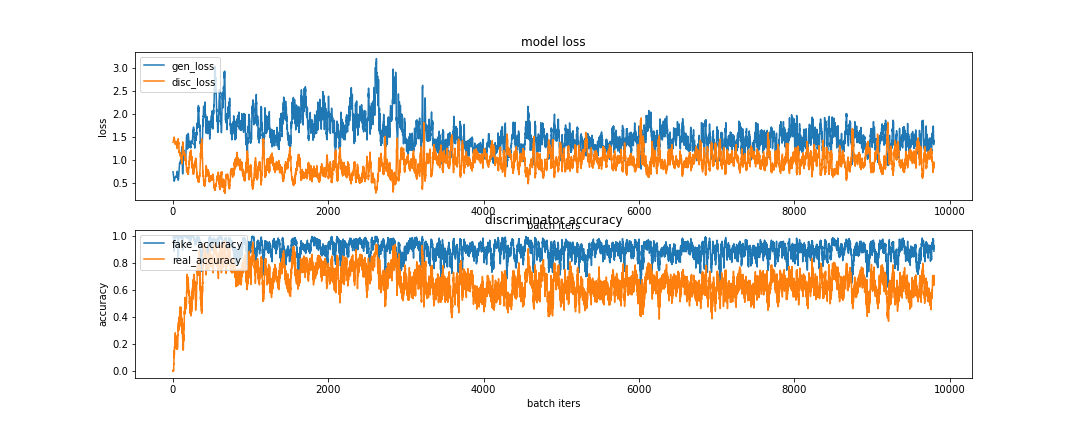 model loss
gen_loss
disc_loss
loss
3.0
2.5
2.0
1.5
1.0
0.5
0 2000 4000 6000 8000 10000
batch iters
discriminator accuracy
fake_accuracy
real_accuracy
accuracy
1.0
0.8
0.6
0.4
0.2
0.0
0 2000 4000 6000 8000 10000
batch iters